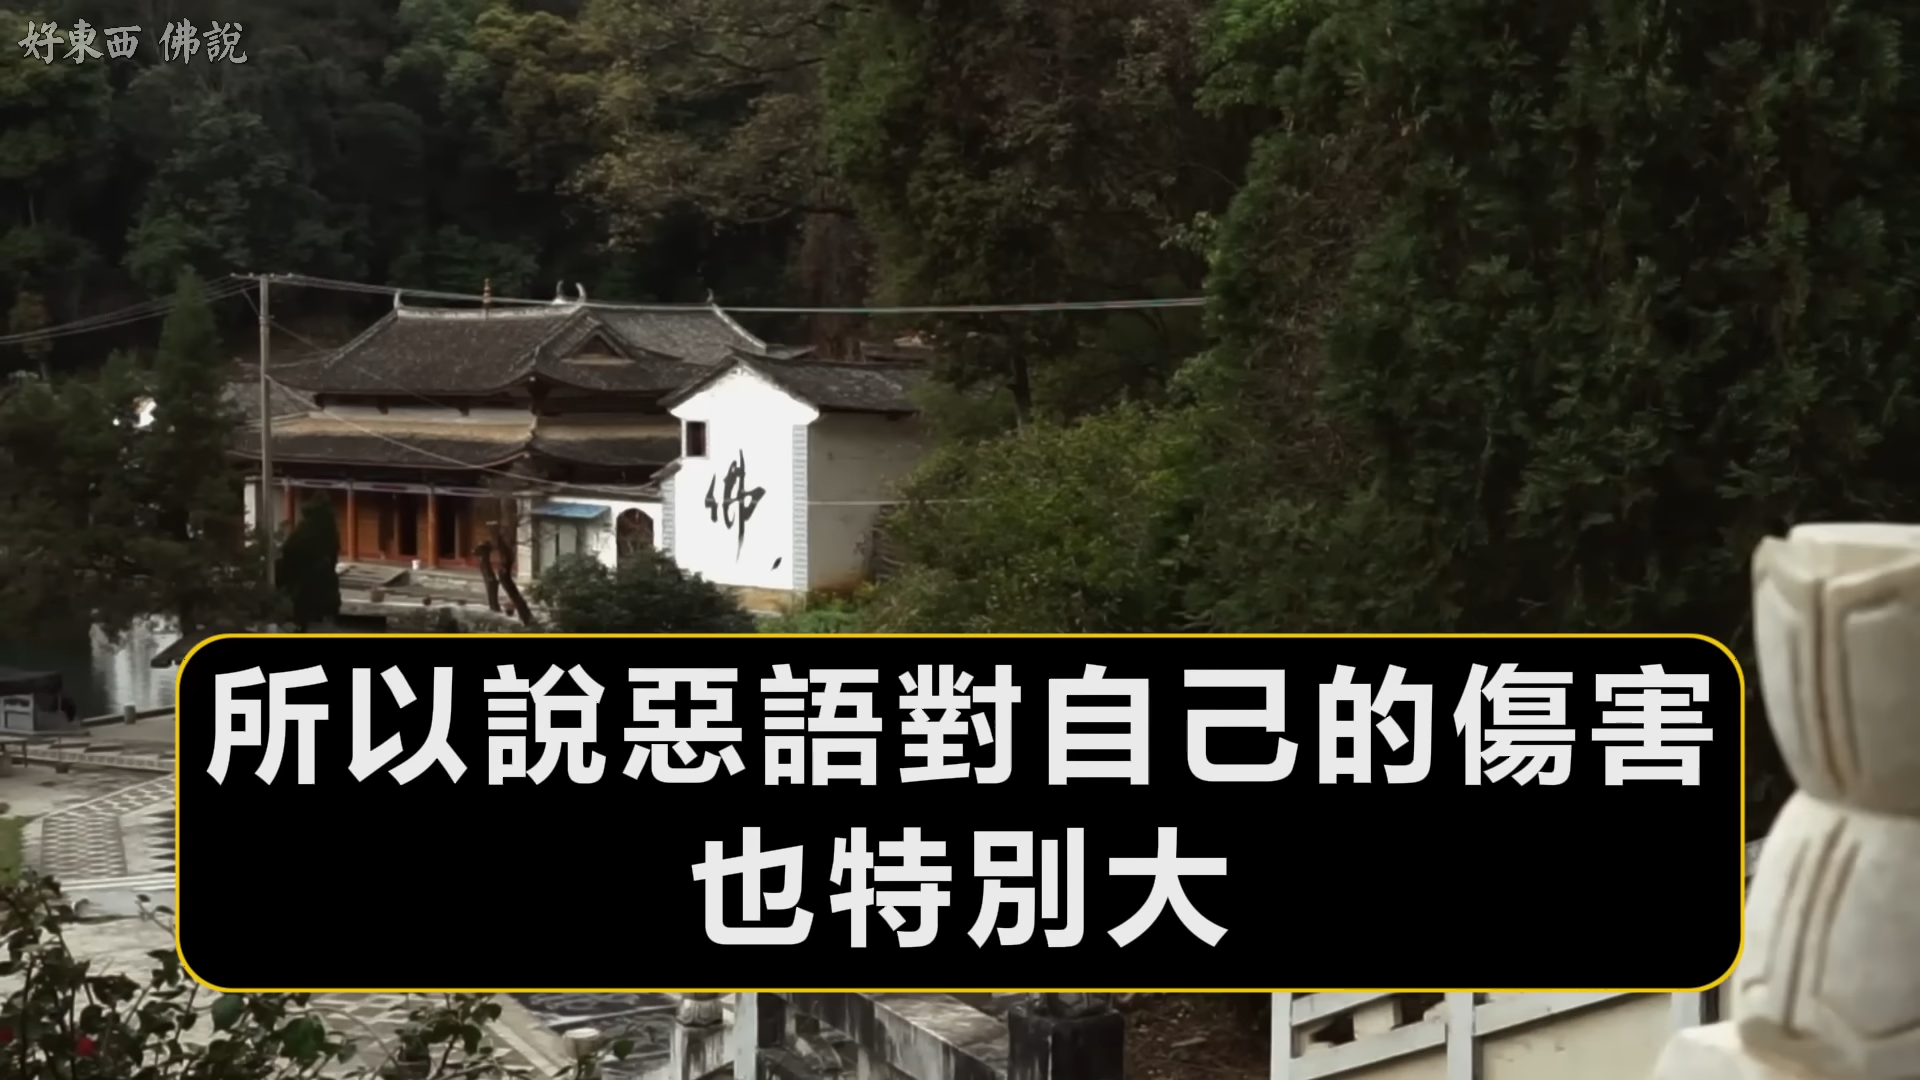 好東西 佛說
佛
所以說惡語對自己的傷害
也特別大